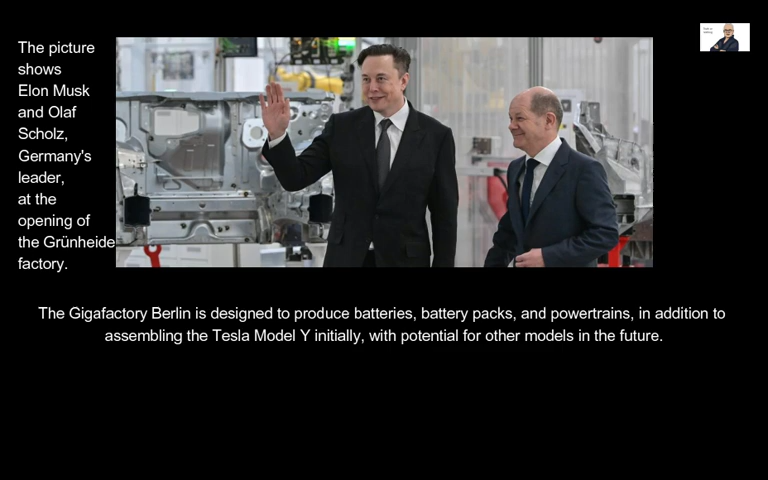 The picture
shows
Elon Musk
and Olaf
Scholz,
Germany's
leader,
at the
opening of
the Grünheide
factory.
The Gigafactory Berlin is designed to produce batteries, battery packs, and powertrains, in addition to
assembling the Tesla Model Y initially, with potential for other models in the future.